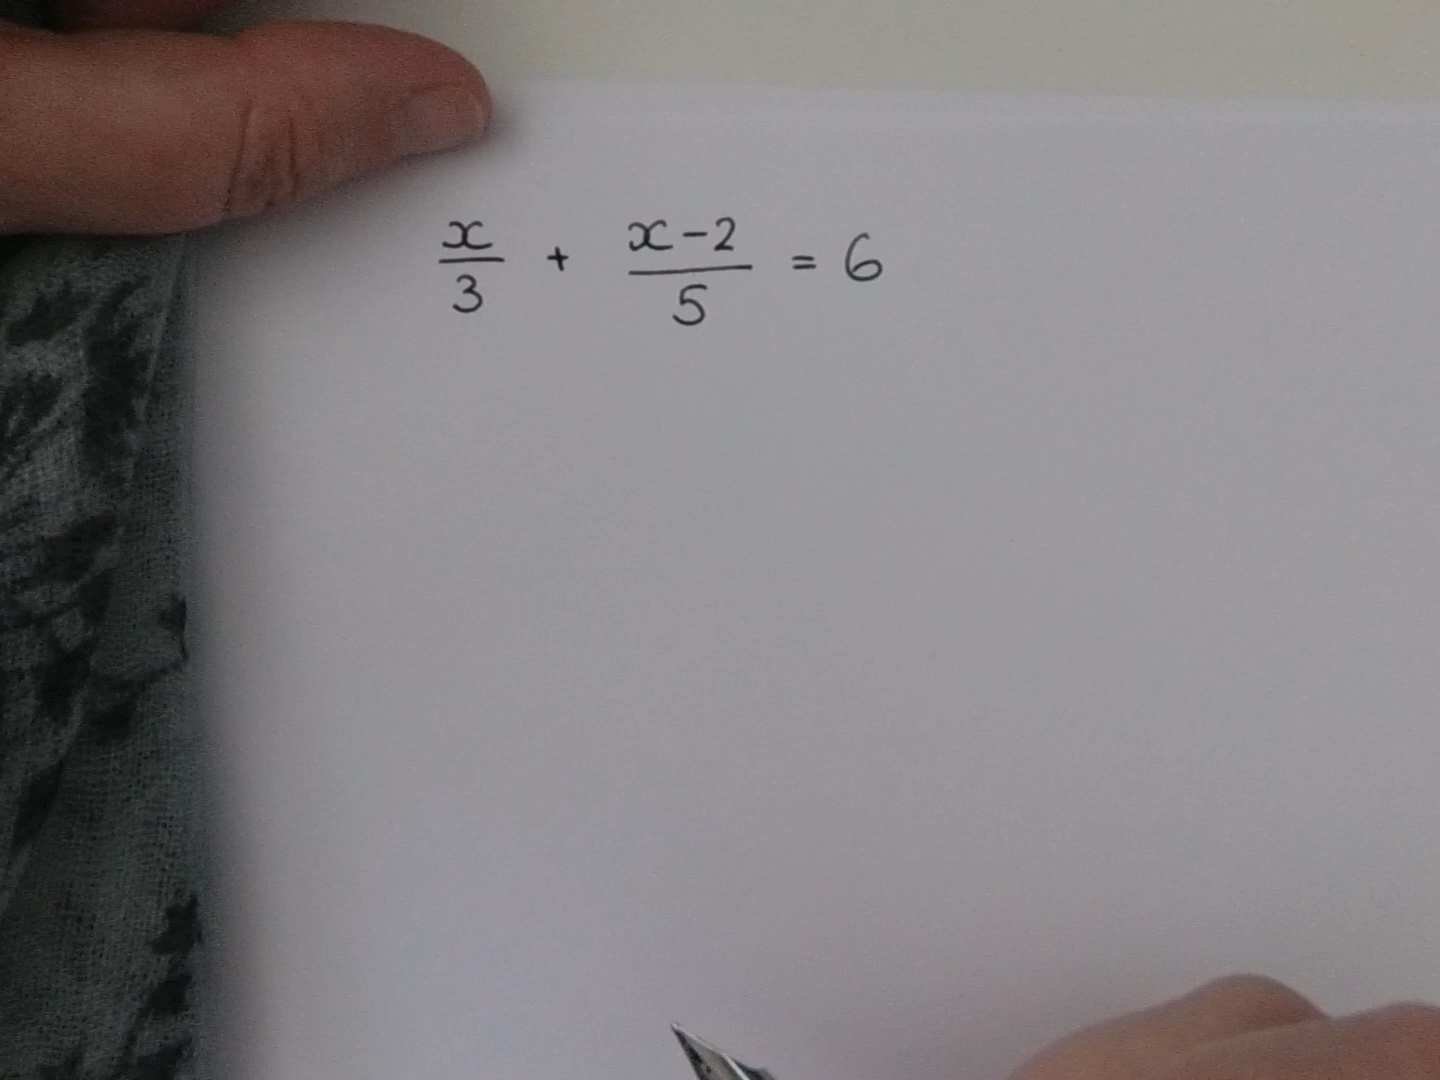 x/3 + (x-2)/5 = 6